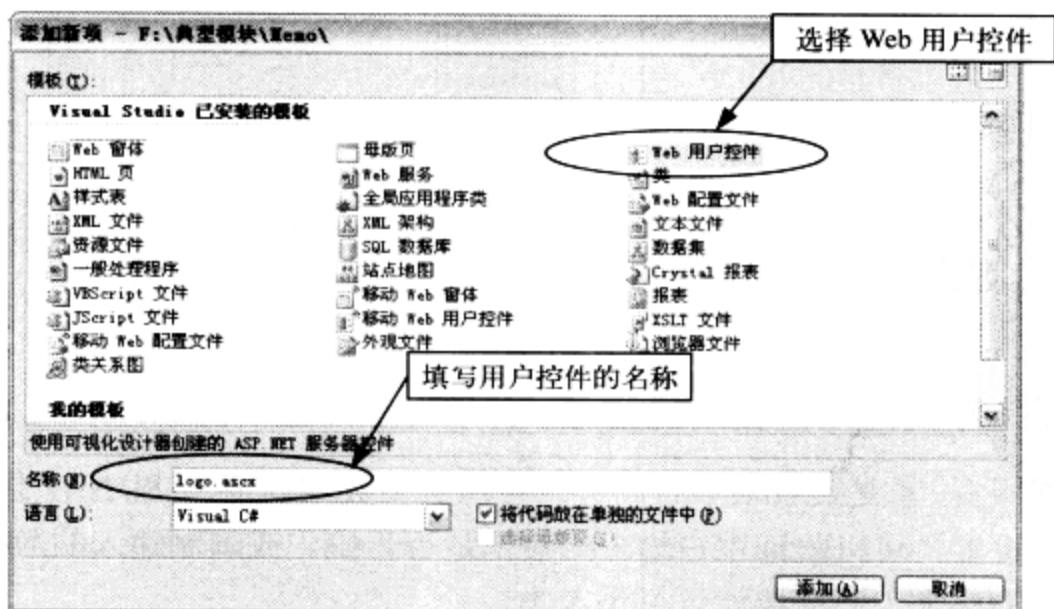 添加新项 - F:\典型模块\Memo\
选择 Web 用户控件
模板(T):
Visual Studio 已安装的模板
Web 窗体
母版页
Web 用户控件
HTML 页
Web 服务
类
样式表
全局应用程序类
Web 配置文件
XML 文件
XML 架构
文本文件
资源文件
SQL 数据库
数据集
一般处理程序
站点地图
Crystal 报表
VBScript 文件
移动 Web 窗体
报表
JScript 文件
移动 Web 用户控件
XSLT 文件
移动 Web 配置文件
外观文件
浏览器文件
类关系图
填写用户控件的名称
我的模板
使用可视化设计器创建的 ASP.NET 服务器控件
名称(N):
logo.ascx
语言(L):
Visual C#
将代码放在单独的文件中(P)
选择母版页(S)
添加(A)
取消